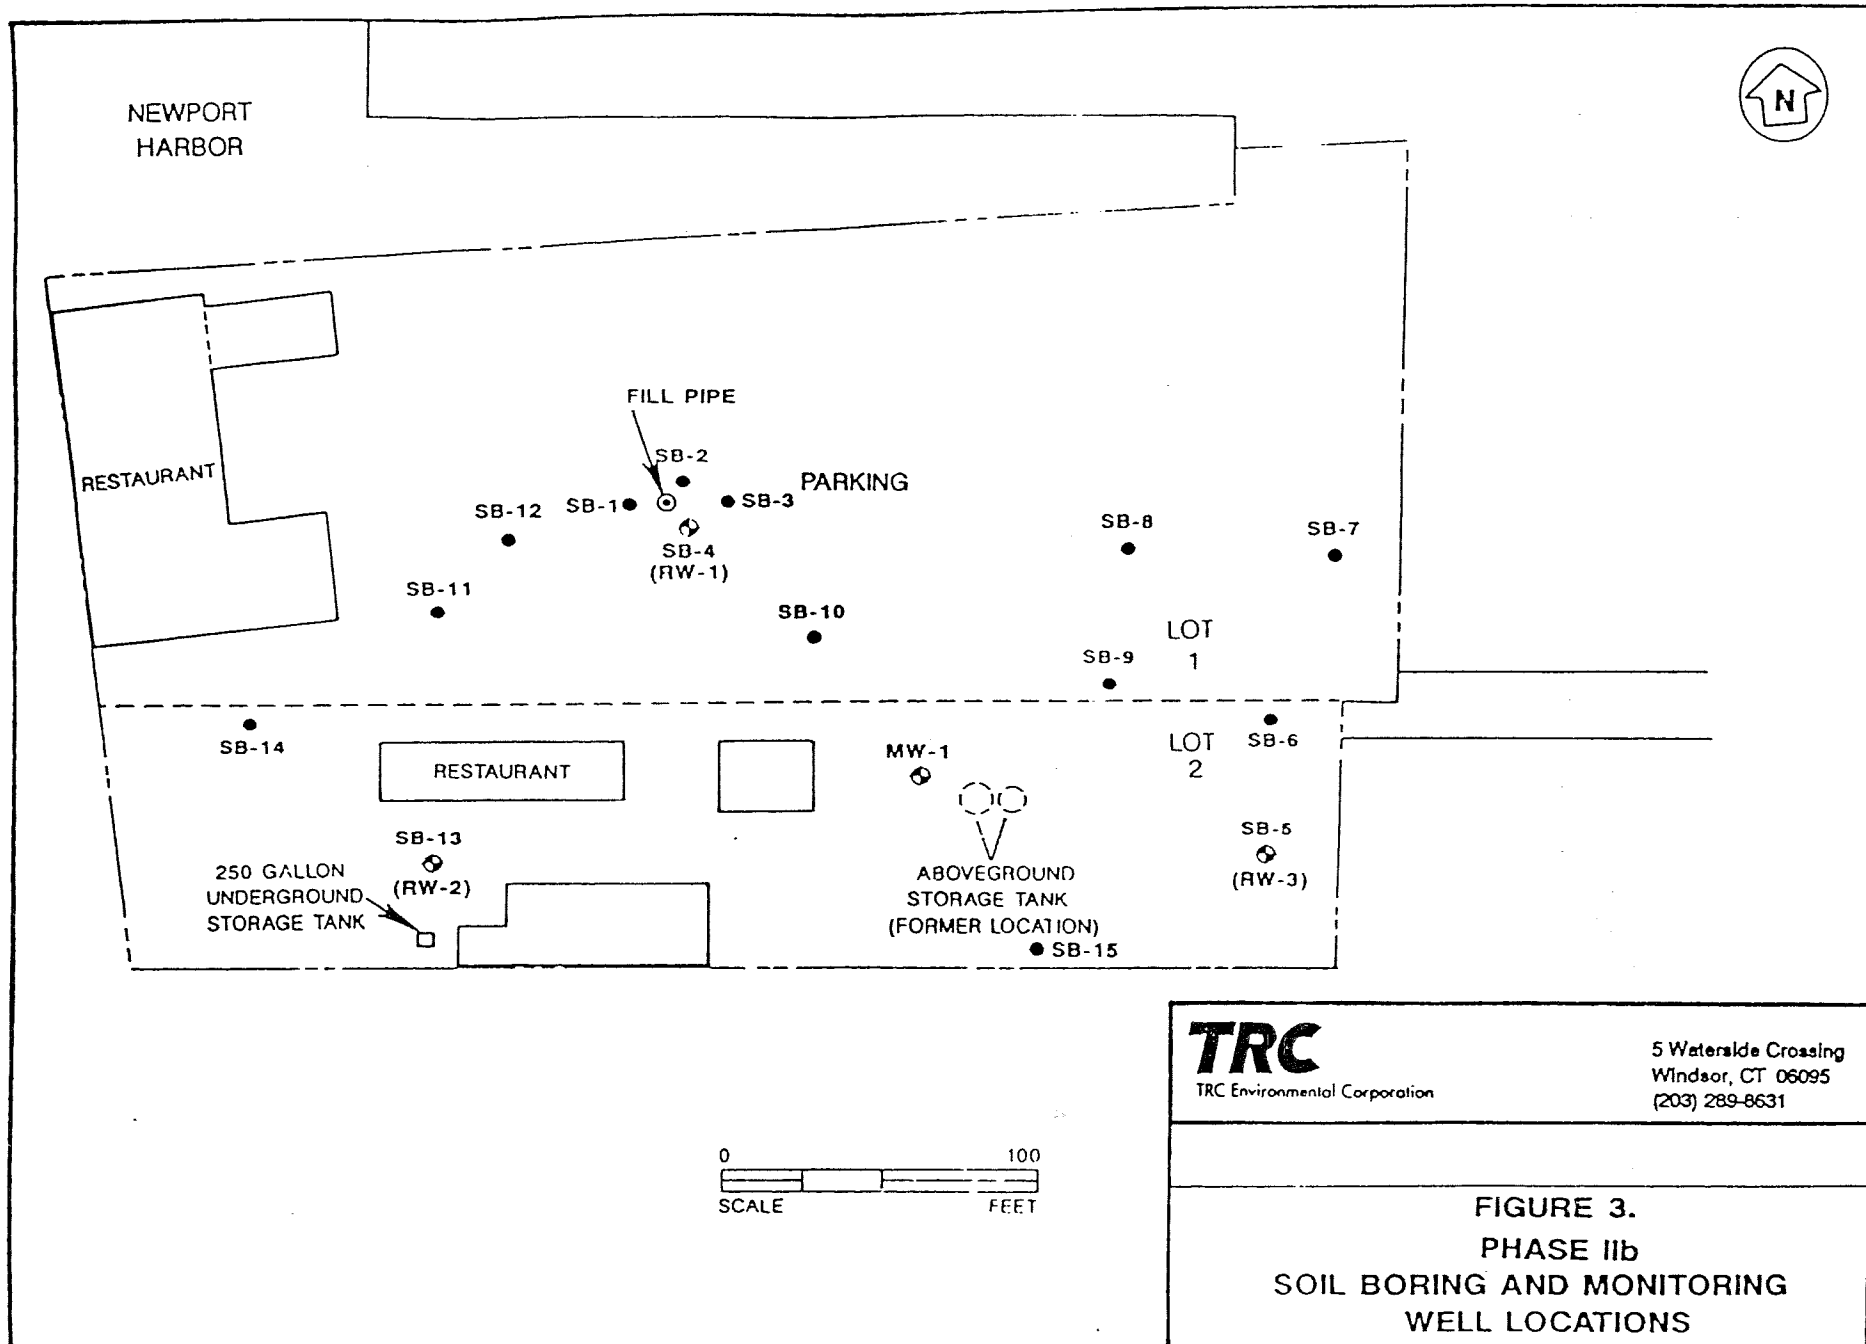 NEWPORT
HARBOR
N
FILL PIPE
SB-2
RESTAURANT
PARKING
SB-1
SB-3
SB-12
SB-4
(RW-1)
SB-8
SB-7
SB-11
SB-10
LOT
1
SB-9
SB-14
RESTAURANT
MW-1
LOT
2
SB-6
SB-13
(RW-2)
SB-5
(RW-3)
250 GALLON
UNDERGROUND
STORAGE TANK
ABOVEGROUND
STORAGE TANK
(FORMER LOCATION)
SB-15
TRC
TRC Environmental Corporation
5 Waterside Crossing
Windsor, CT 06095
(203) 289-8631
0 100
SCALE FEET
FIGURE 3.
PHASE IIb
SOIL BORING AND MONITORING
WELL LOCATIONS